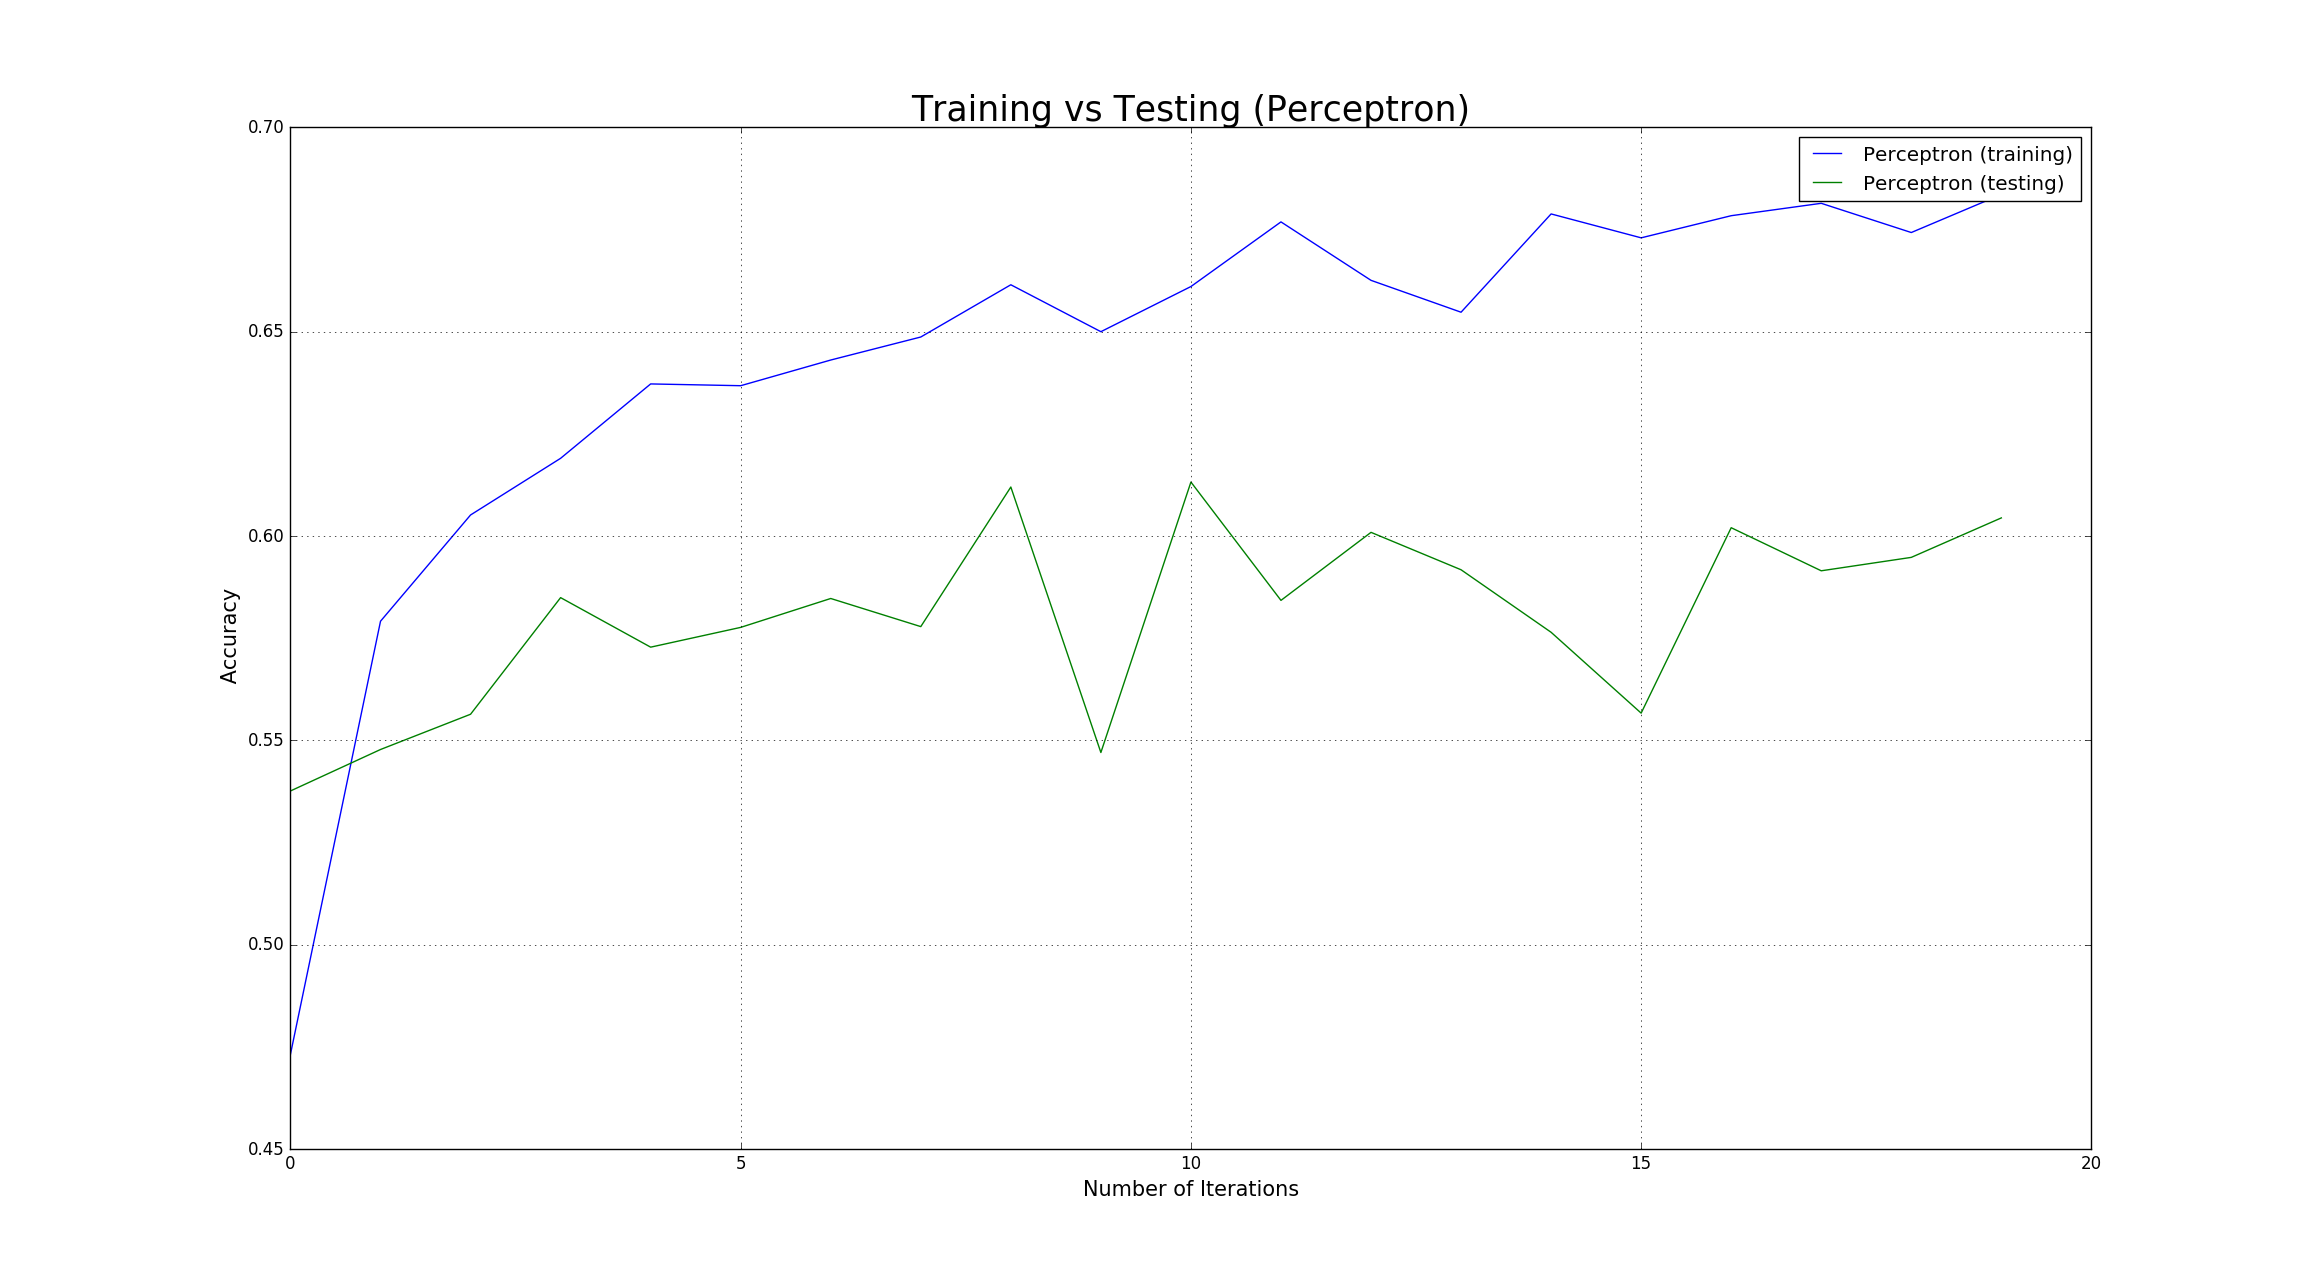 Training vs Testing (Perceptron)
0.70
0.65
0.60
0.55
0.50
0.45
Accuracy
Perceptron (training)
Perceptron (testing)
0 5 10 15 20
Number of Iterations